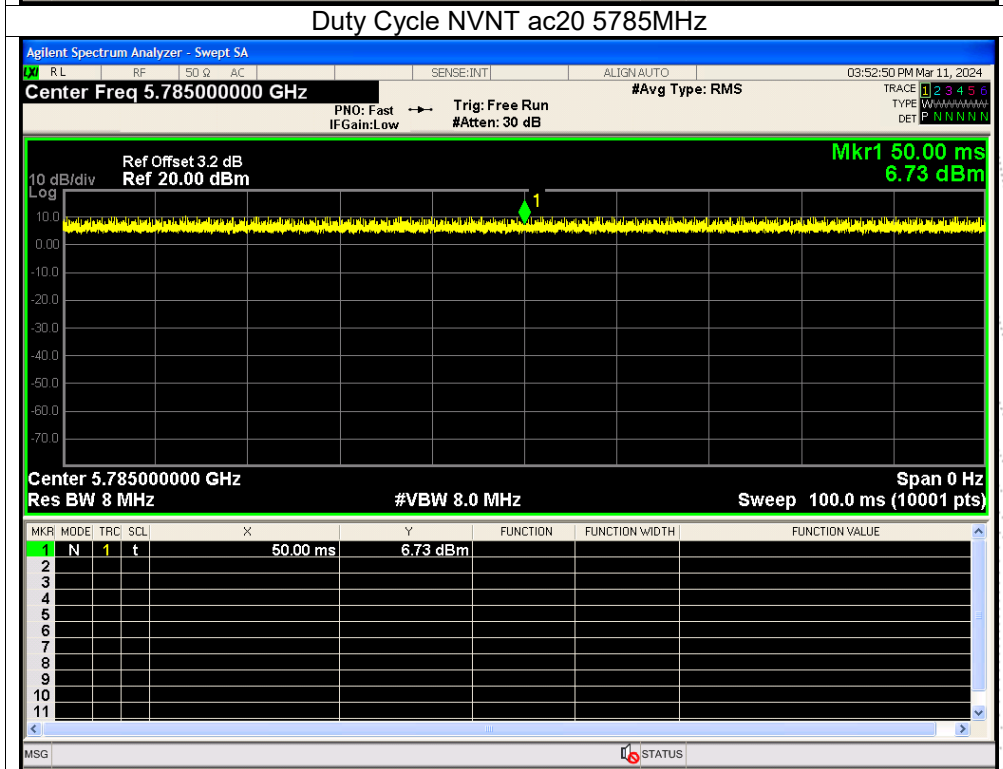 Duty Cycle NVNT ac20 5785MHz
Agilent Spectrum Analyzer - Swept SA
LXI RL RF 50 Ω AC SENSE:INT ALIGN AUTO 03:52:50 PM Mar 11, 2024
Center Freq 5.785000000 GHz #Avg Type: RMS TRACE 1 2 3 4 5 6
PNO: Fast Trig: Free Run TYPE W
IFGain:Low #Atten: 30 dB DET P N N N N N
Mkr1 50.00 ms
Ref Offset 3.2 dB
10 dB/div Ref 20.00 dBm 6.73 dBm
Log
1
10.0
0.00
-10.0
-20.0
-30.0
-40.0
-50.0
-60.0
-70.0
Center 5.785000000 GHz Span 0 Hz
Res BW 8 MHz #VBW 8.0 MHz Sweep 100.0 ms (10001 pts)
MKR MODE TRC SCL X Y FUNCTION FUNCTION WIDTH FUNCTION VALUE
1 N 1 t 50.00 ms 6.73 dBm
2
3
4
5
6
7
8
9
10
11
MSG STATUS